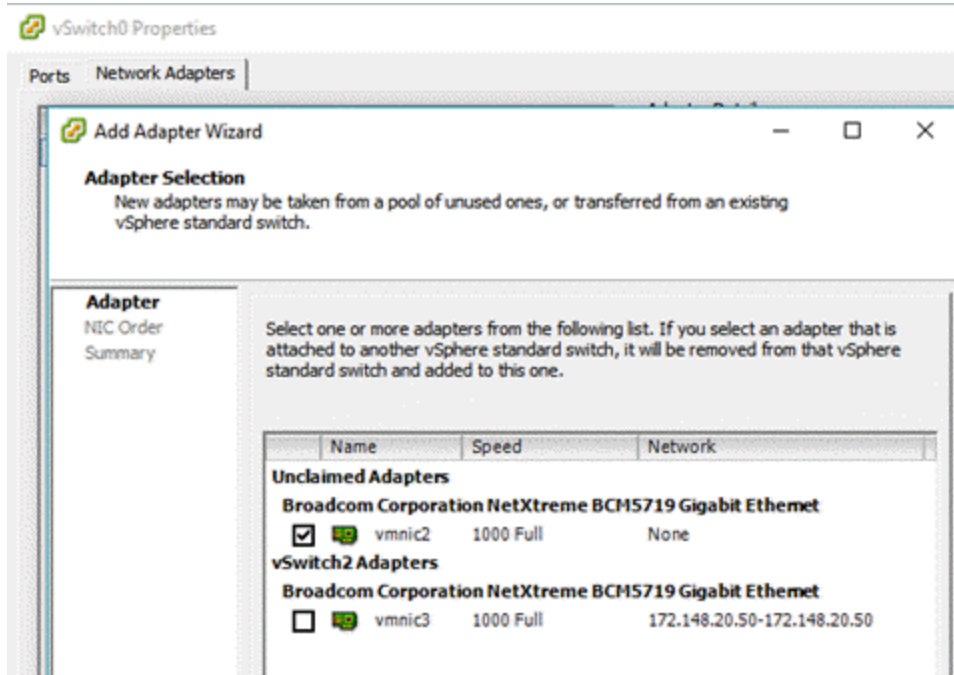 vSwitch0 Properties
Ports Network Adapters
Add Adapter Wizard
Adapter Selection
New adapters may be taken from a pool of unused ones, or transferred from an existing
vSphere standard switch.
Adapter
NIC Order
Summary
Select one or more adapters from the following list. If you select an adapter that is
attached to another vSphere standard switch, it will be removed from that vSphere
standard switch and added to this one.
Name Speed Network
Unclaimed Adapters
Broadcom Corporation NetXtreme BCM5719 Gigabit Ethernet
vmnic2 1000 Full None
vSwitch2 Adapters
Broadcom Corporation NetXtreme BCM5719 Gigabit Ethernet
vmnic3 1000 Full 172.148.20.50-172.148.20.50